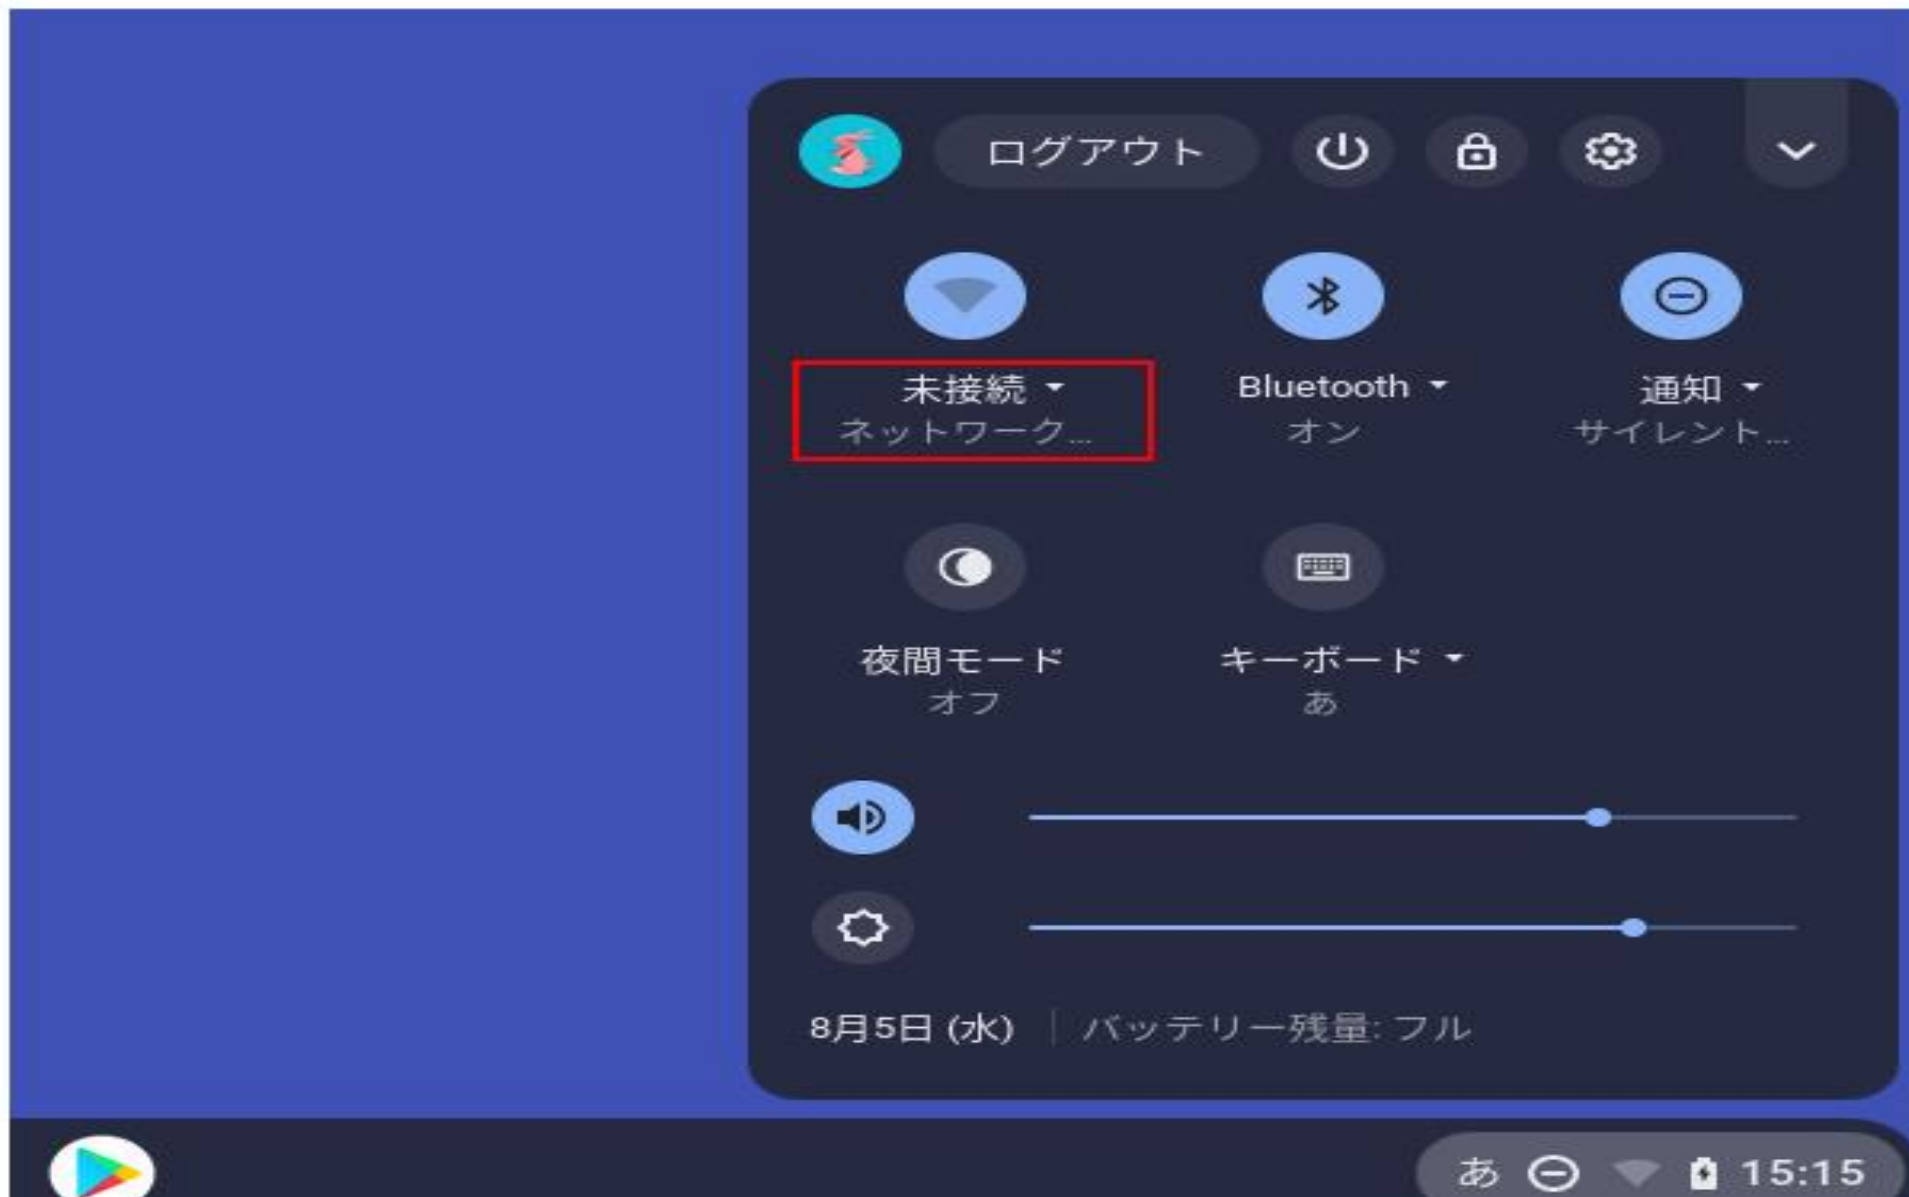 ログアウト
未接続
ネットワーク...
Bluetooth
オン
通知
サイレント...
夜間モード
オフ
キーボード
あ
8月5日 (水)
バッテリー残量: フル
あ
15:15